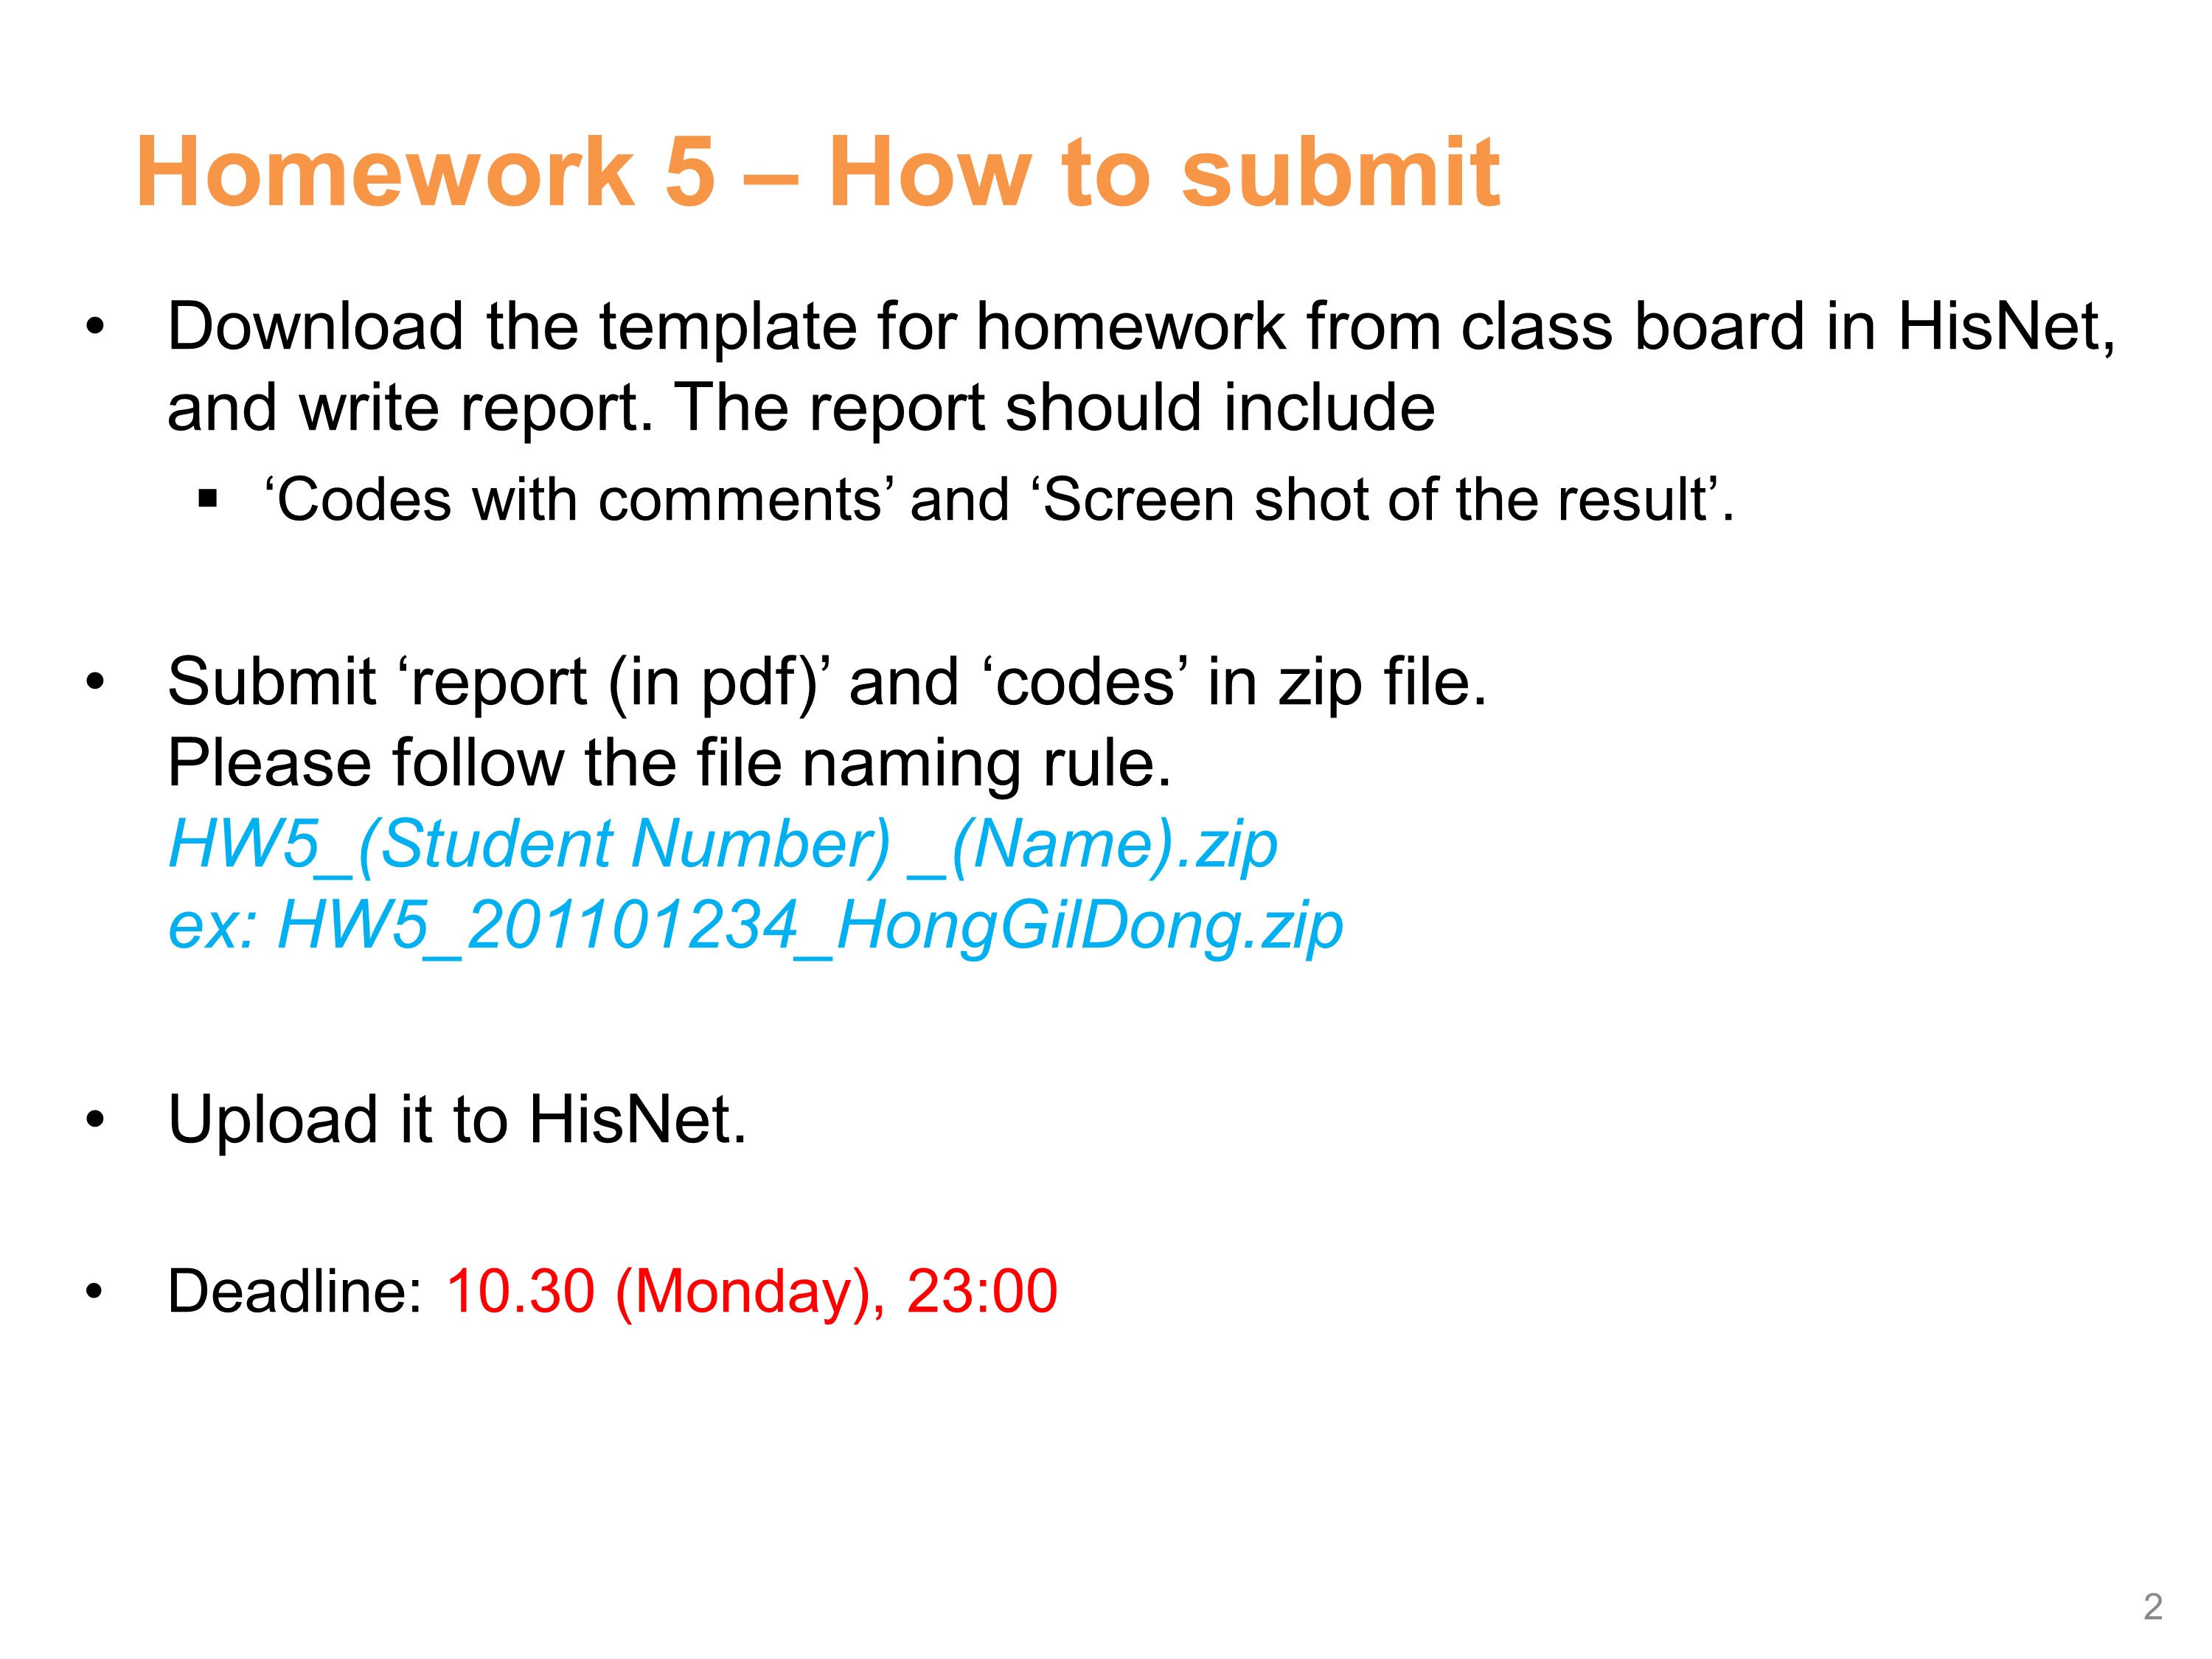 Homework 5 – How to submit
• Download the template for homework from class board in HisNet,
and write report. The report should include
▪ ‘Codes with comments’ and ‘Screen shot of the result’.
• Submit ‘report (in pdf)’ and ‘codes’ in zip file.
Please follow the file naming rule.
HW5_(Student Number) _(Name).zip
ex: HW5_201101234_HongGilDong.zip
• Upload it to HisNet.
• Deadline: 10.30 (Monday), 23:00
2